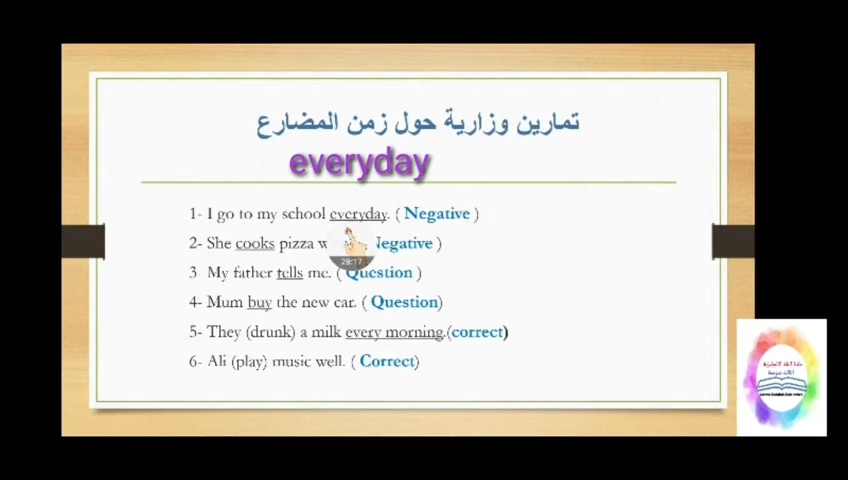 تمارين وزارية حول زمن المضارع
everyday
1- I go to my school everyday. ( Negative )
2- She cooks pizza Negative )
28:17
3- My father tells me. ( Question )
4- Mum buy the new car. ( Question)
5- They (drunk) a milk every morning.(correct)
6- Ali (play) music well. ( Correct)